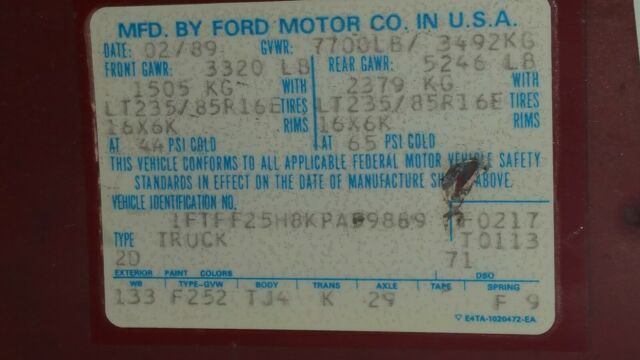 MFD. BY FORD MOTOR CO. IN U.S.A.
DATE: 02/89 GVWR: 7700LB/ 3492KG
FRONT GAWR: 3320 LB REAR GAWR: 5246 LB
1505 KG WITH 2379 KG WITH
LT235/85R16E TIRES LT235/85R16E TIRES
16X6K RIMS 16X6K RIMS
AT 44 PSI COLD AT 65 PSI COLD
THIS VEHICLE CONFORMS TO ALL APPLICABLE FEDERAL MOTOR VEHICLE SAFETY
STANDARDS IN EFFECT ON THE DATE OF MANUFACTURE ABOVE.
VEHICLE IDENTIFICATION NO.
F0217
TYPE TRUCK T0113
2D 71
EXTERIOR PAINT COLORS DSO
WB TYPE-GVW BODY TRANS AXLE TAPE SPRING
133 F252 TJ4 K 29 F 9
E4TA-1020472-EA